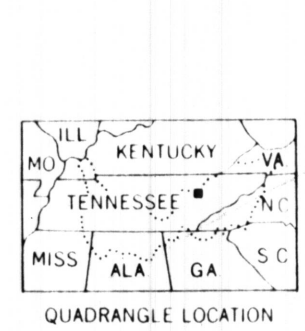 ILL
KENTUCKY
MO
VA
TENNESSEE
NC
MISS
ALA
GA
SC
QUADRANGLE LOCATION